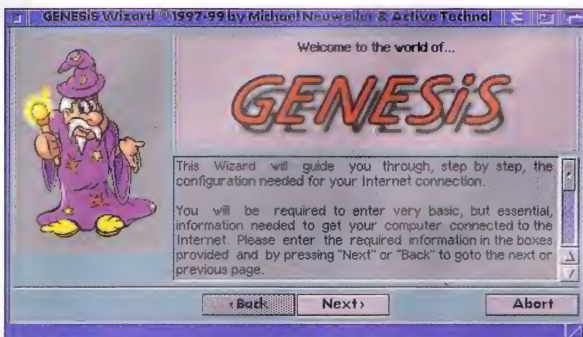 GENESiS Wizard ©1997-99 by Michael Neuweiler & Active Technol
Welcome to the world of...
GENESiS
This Wizard will guide you through, step by step, the
configuration needed for your Internet connection.
You will be required to enter very basic, but essential,
information needed to get your computer connected to the
Internet. Please enter the required information in the boxes
provided and by pressing "Next" or "Back" to goto the next or
previous page.
‹Back
Next›
Abort